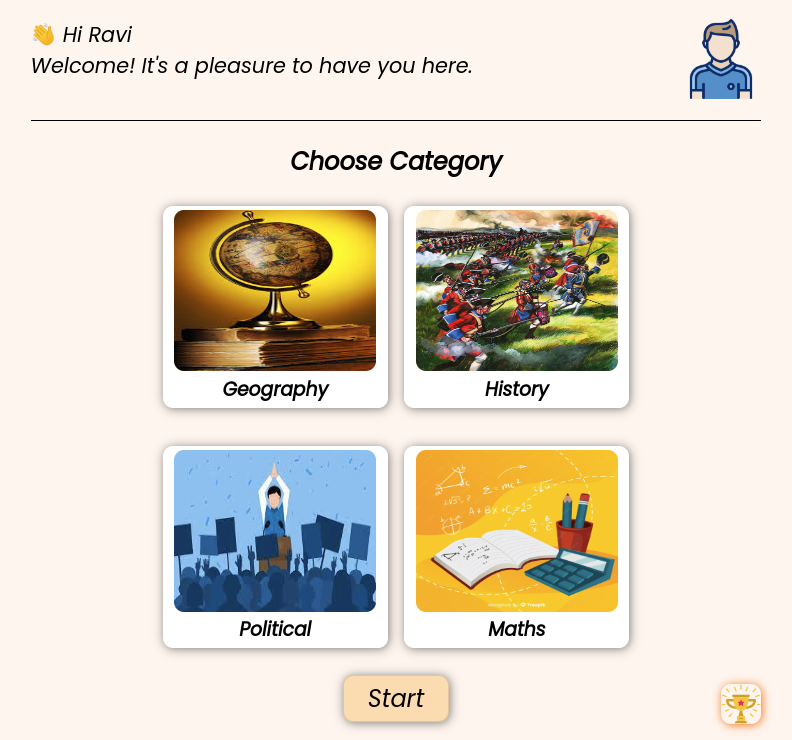 👋 Hi Ravi
Welcome! It's a pleasure to have you here.
Choose Category
Geography
History
Political
Maths
Start